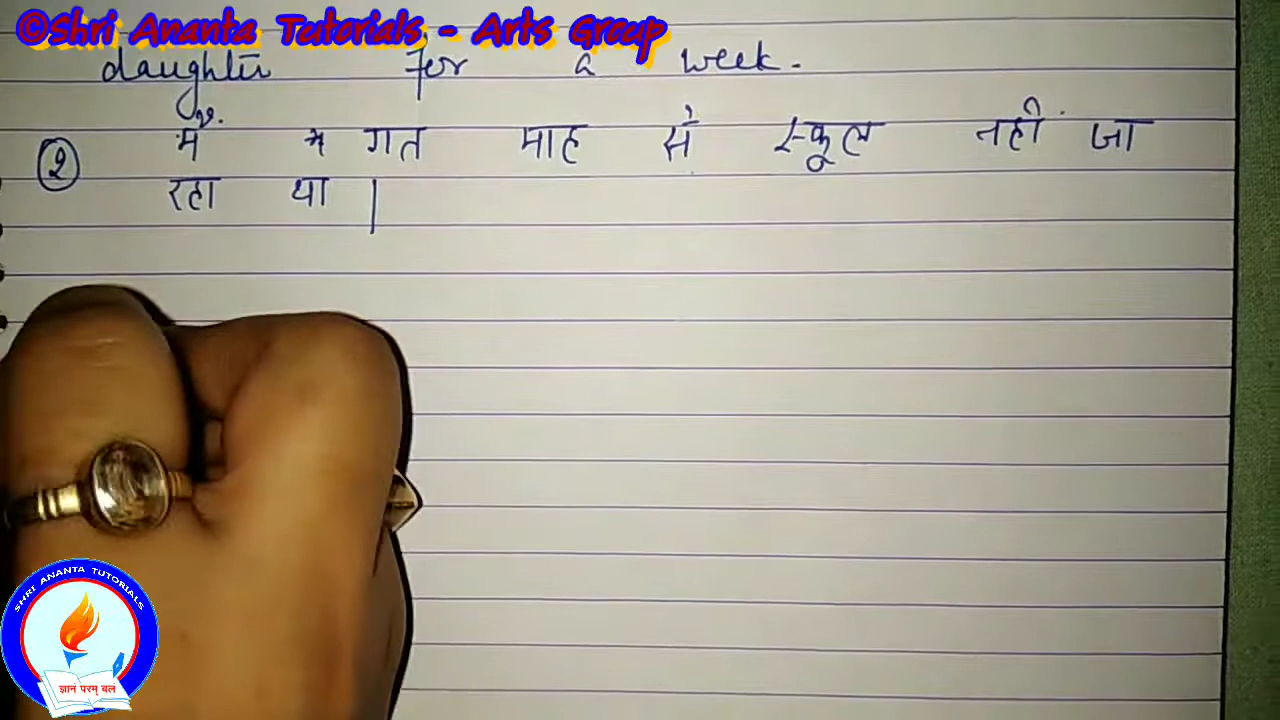 ©Shri Ananta Tutorials - Arts Group
daughter for a week.
② मैं गत माह से स्कूल नहीं जा
रहा था |
SHRI ANANTA TUTORIALS
ज्ञानं परम् बलं